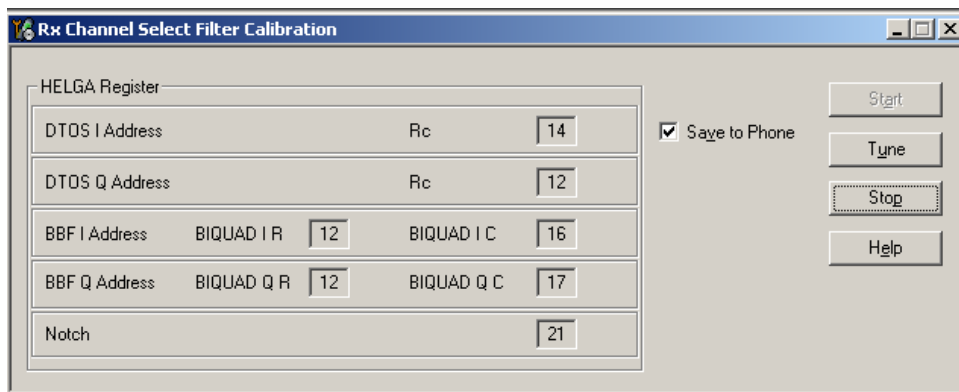 Rx Channel Select Filter Calibration
HELGA Register
DTOS I Address Rc 14
DTOS Q Address Rc 12
BBF I Address BIQUAD I R 12 BIQUAD I C 16
BBF Q Address BIQUAD Q R 12 BIQUAD Q C 17
Notch 21
Save to Phone
Start
Tune
Stop
Help